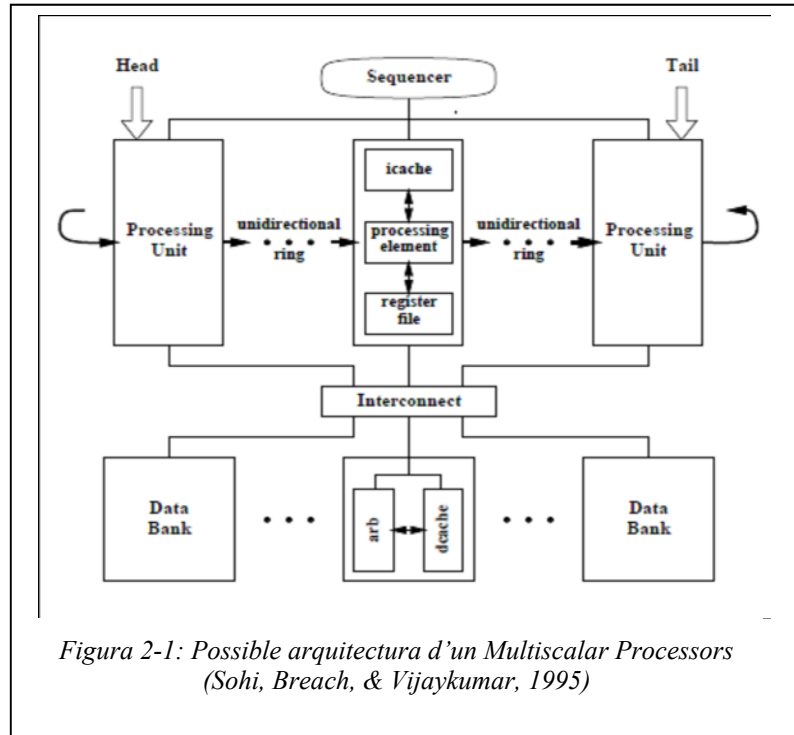 Head
Sequencer
Tail
icache
Processing
Unit
unidirectional
ring
processing
element
unidirectional
ring
Processing
Unit
register
file
Interconnect
Data
Bank
arb
dcache
Data
Bank
Figura 2-1: Possible arquitectura d'un Multiscalar Processors
(Sohi, Breach, & Vijaykumar, 1995)